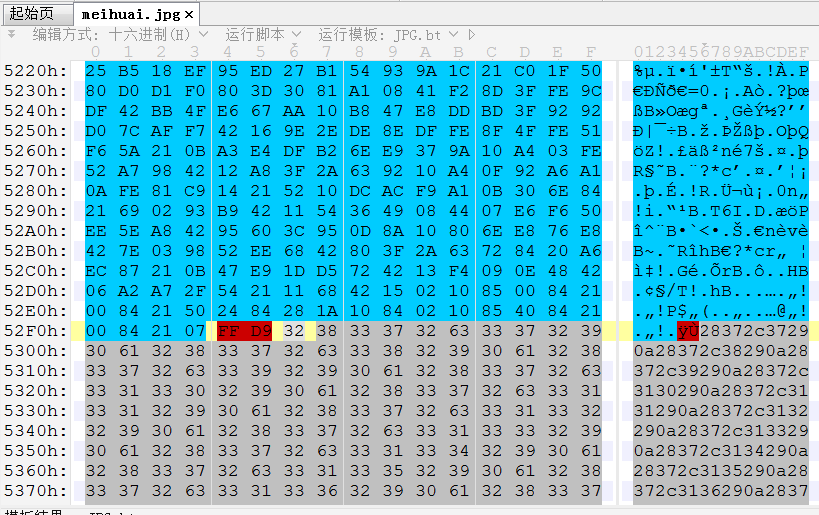 起始页 meihuai.jpg ×
编辑方式: 十六进制(H) 运行脚本 运行模板: JPG.bt
0 1 2 3 4 5 6 7 8 9 A B C D E F 0123456789ABCDEF
5220h: 25 B5 18 EF 95 ED 27 B1 54 93 9A 1C 21 C0 1F 50 %µ.ï•í'±T“š.!À.P
5230h: 80 D0 D1 F0 80 3D 30 81 A1 08 41 F2 8D 3F FE 9C €ÐÑð€=0.¡.Aò.?þœ
5240h: DF 42 BB 4F E6 67 AA 10 B8 47 E8 DD BD 3F 92 92 ßB»Ogª.¸GèÝ½?’’
5250h: D0 7C AF F7 42 16 9E 2E DE 8E DF FE 8F 4F FE 51 Ð|¯÷B.ž.ÞŽßþ.OþQ
5260h: F6 5A 21 0B A3 E4 DF B2 6E E9 37 9A 10 A4 03 FE öZ!.£äß²né7š.¤.þ
5270h: 52 A7 98 42 12 A8 3F 2A 63 92 10 A4 0F 92 A6 A1 R§˜B.¨?*c’.¤.’¦¡
5280h: 0A FE 81 C9 14 21 52 10 DC AC F9 A1 0B 30 6E 84 .þ.É.!R.Ü¬ù¡.0n„
5290h: 21 69 02 93 B9 42 11 54 36 49 08 44 07 E6 F6 50 !i.“¹B.T6I.D.æöP
52A0h: EE 5E A8 42 95 60 3C 95 0D 8A 10 80 6E E8 76 E8 î^¨B•`<•.Š.€nèvè
52B0h: 42 7E 03 98 52 EE 68 42 80 3F 2A 63 72 84 20 A6 B~.˜RîhB€?*cr„ ¦
52C0h: EC 87 21 0B 47 E9 1D D5 72 42 13 F4 09 0E 48 42 ì‡!.Gé.ÕrB.ô..HB
52D0h: 06 A2 A7 2F 54 21 11 68 42 15 02 10 85 00 84 21 .¢§/T!.hB...….„!
52E0h: 00 84 21 50 24 84 28 1A 10 84 02 10 85 40 84 21 .„!P$„(..„..…@„!
52F0h: 00 84 21 07 FF D9 32 38 33 37 32 63 33 37 32 39 .„!.ÿÙ28372c3729
5300h: 30 61 32 38 33 37 32 63 33 38 32 39 30 61 32 38 0a28372c38290a28
5310h: 33 37 32 63 33 39 32 39 30 61 32 38 33 37 32 63 372c39290a28372c
5320h: 33 31 33 30 32 39 30 61 32 38 33 37 32 63 33 31 3130290a28372c31
5330h: 33 31 32 39 30 61 32 38 33 37 32 63 33 31 33 32 31290a28372c3132
5340h: 32 39 30 61 32 38 33 37 32 63 33 31 33 33 32 39 290a28372c313329
5350h: 30 61 32 38 33 37 32 63 33 31 33 34 32 39 30 61 0a28372c3134290a
5360h: 32 38 33 37 32 63 33 31 33 35 32 39 30 61 32 38 28372c3135290a28
5370h: 33 37 32 63 33 31 33 36 32 39 30 61 32 38 33 37 372c3136290a2837